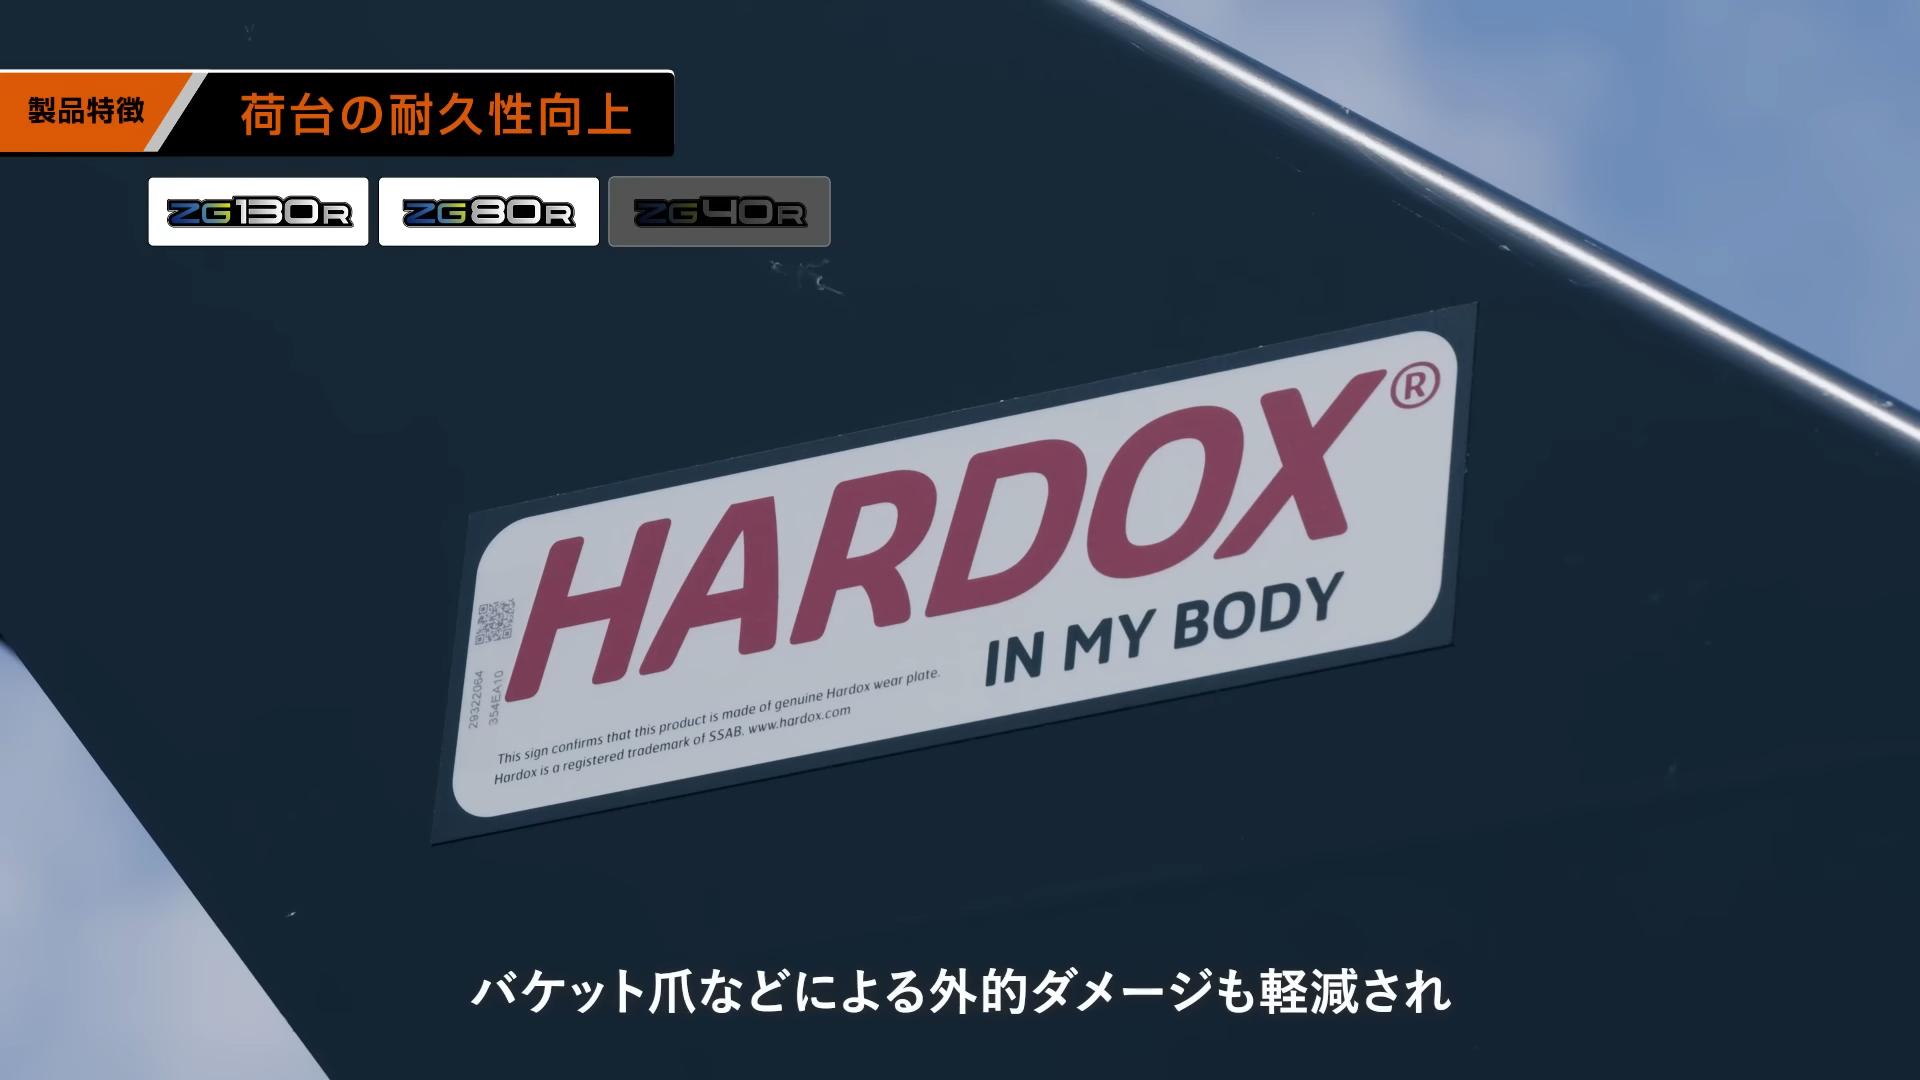 製品特徴
荷台の耐久性向上
ZG130R
ZG80R
ZG40R
HARDOX®
IN MY BODY
29322064
354EA10
This sign confirms that this product is made of genuine Hardox wear plate.
Hardox is a registered trademark of SSAB. www.hardox.com
バケット爪などによる外的ダメージも軽減され